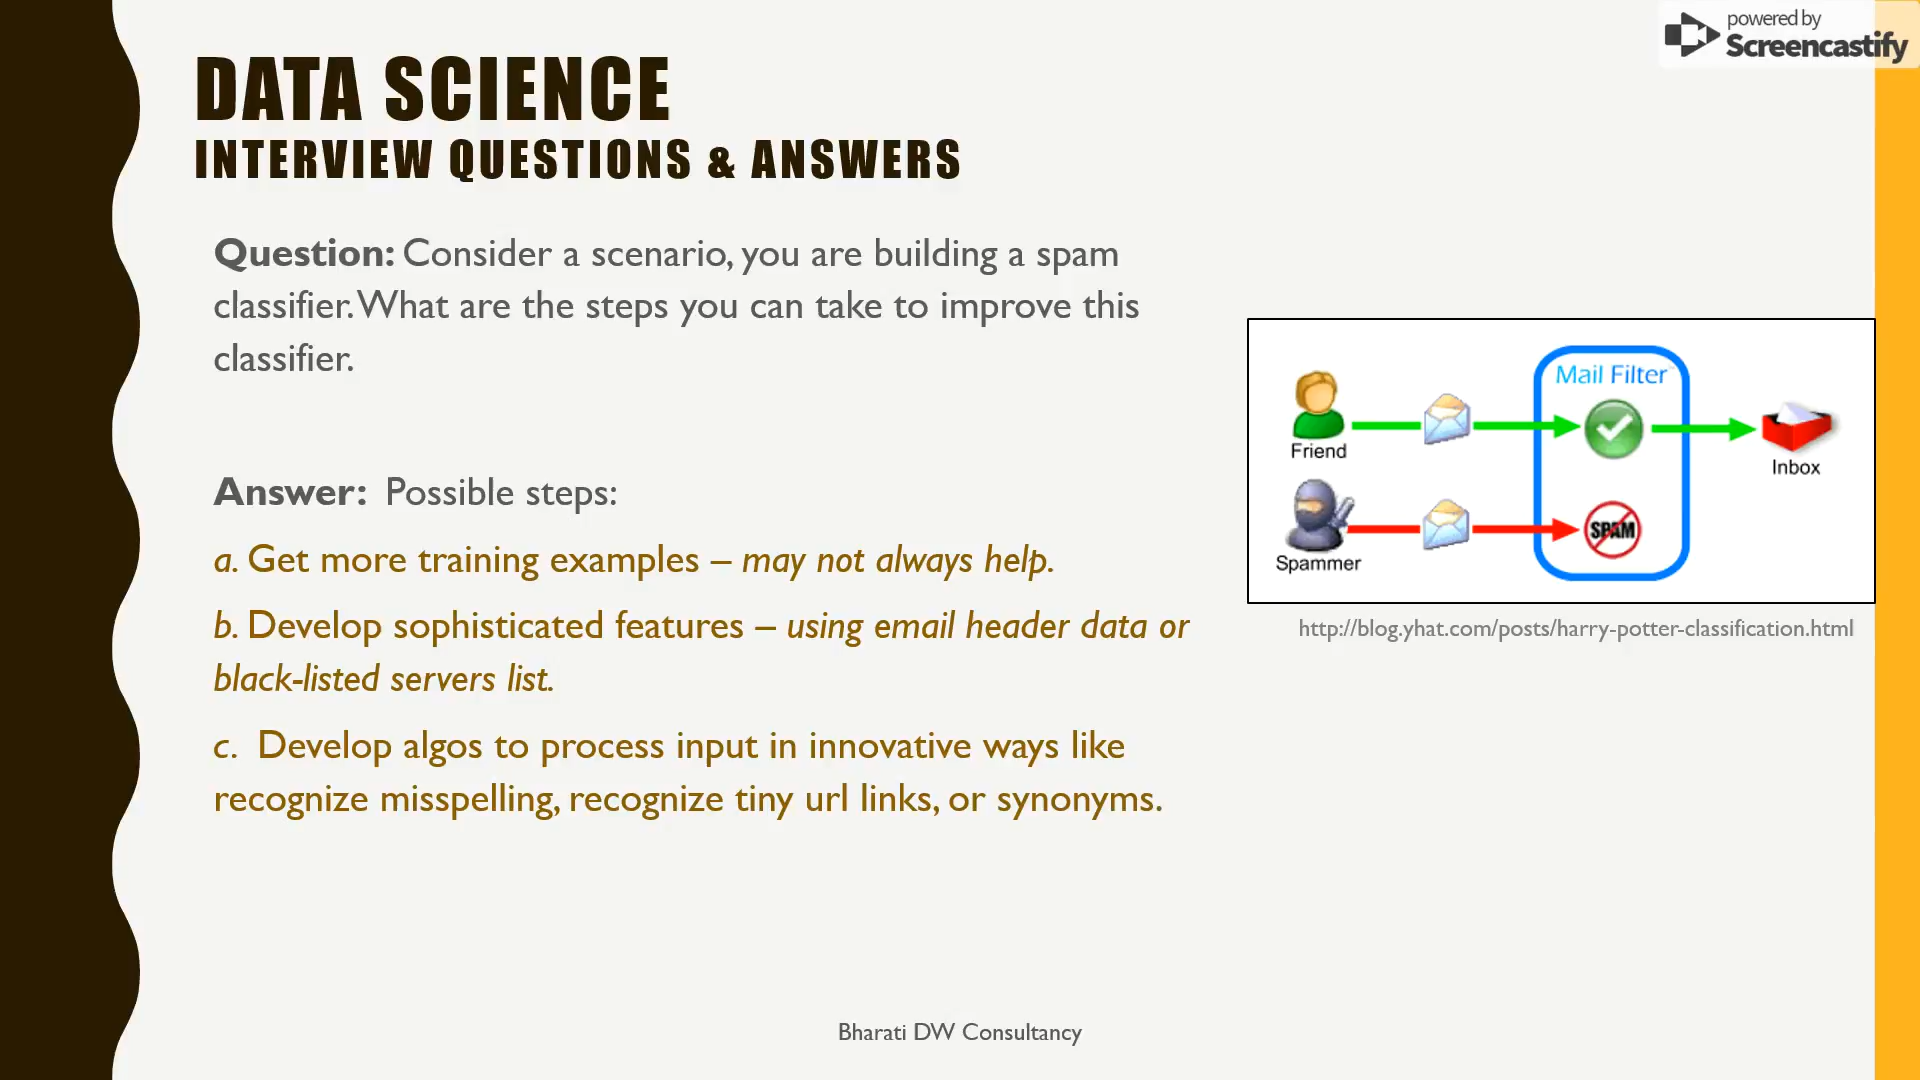 powered by
Screencastify
DATA SCIENCE
INTERVIEW QUESTIONS & ANSWERS
Question: Consider a scenario, you are building a spam
classifier. What are the steps you can take to improve this
classifier.
Answer: Possible steps:
a. Get more training examples – may not always help.
b. Develop sophisticated features – using email header data or
black-listed servers list.
c. Develop algos to process input in innovative ways like
recognize misspelling, recognize tiny url links, or synonyms.
Mail Filter
Friend
Inbox
SPAM
Spammer
http://blog.yhat.com/posts/harry-potter-classification.html
Bharati DW Consultancy